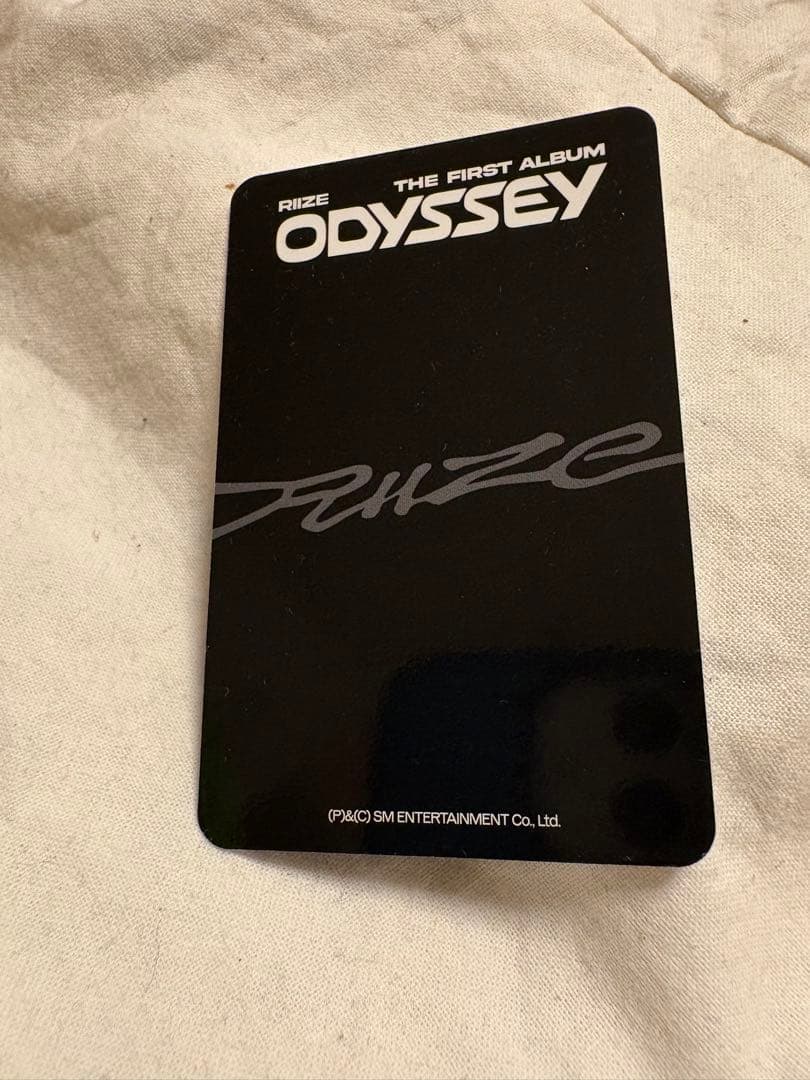 RIIZE THE FIRST ALBUM
ODYSSEY
RIIZE
(P)&(C) SM ENTERTAINMENT Co., Ltd.